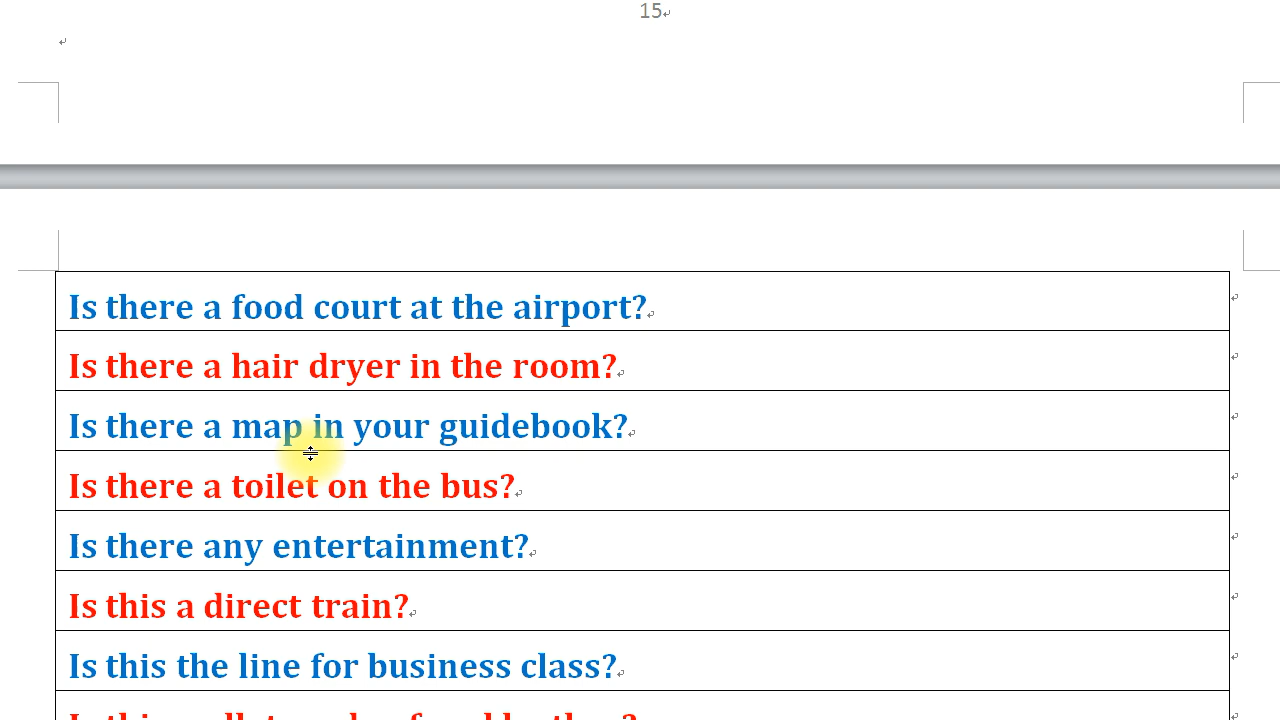 15
Is there a food court at the airport?
Is there a hair dryer in the room?
Is there a map in your guidebook?
Is there a toilet on the bus?
Is there any entertainment?
Is this a direct train?
Is this the line for business class?